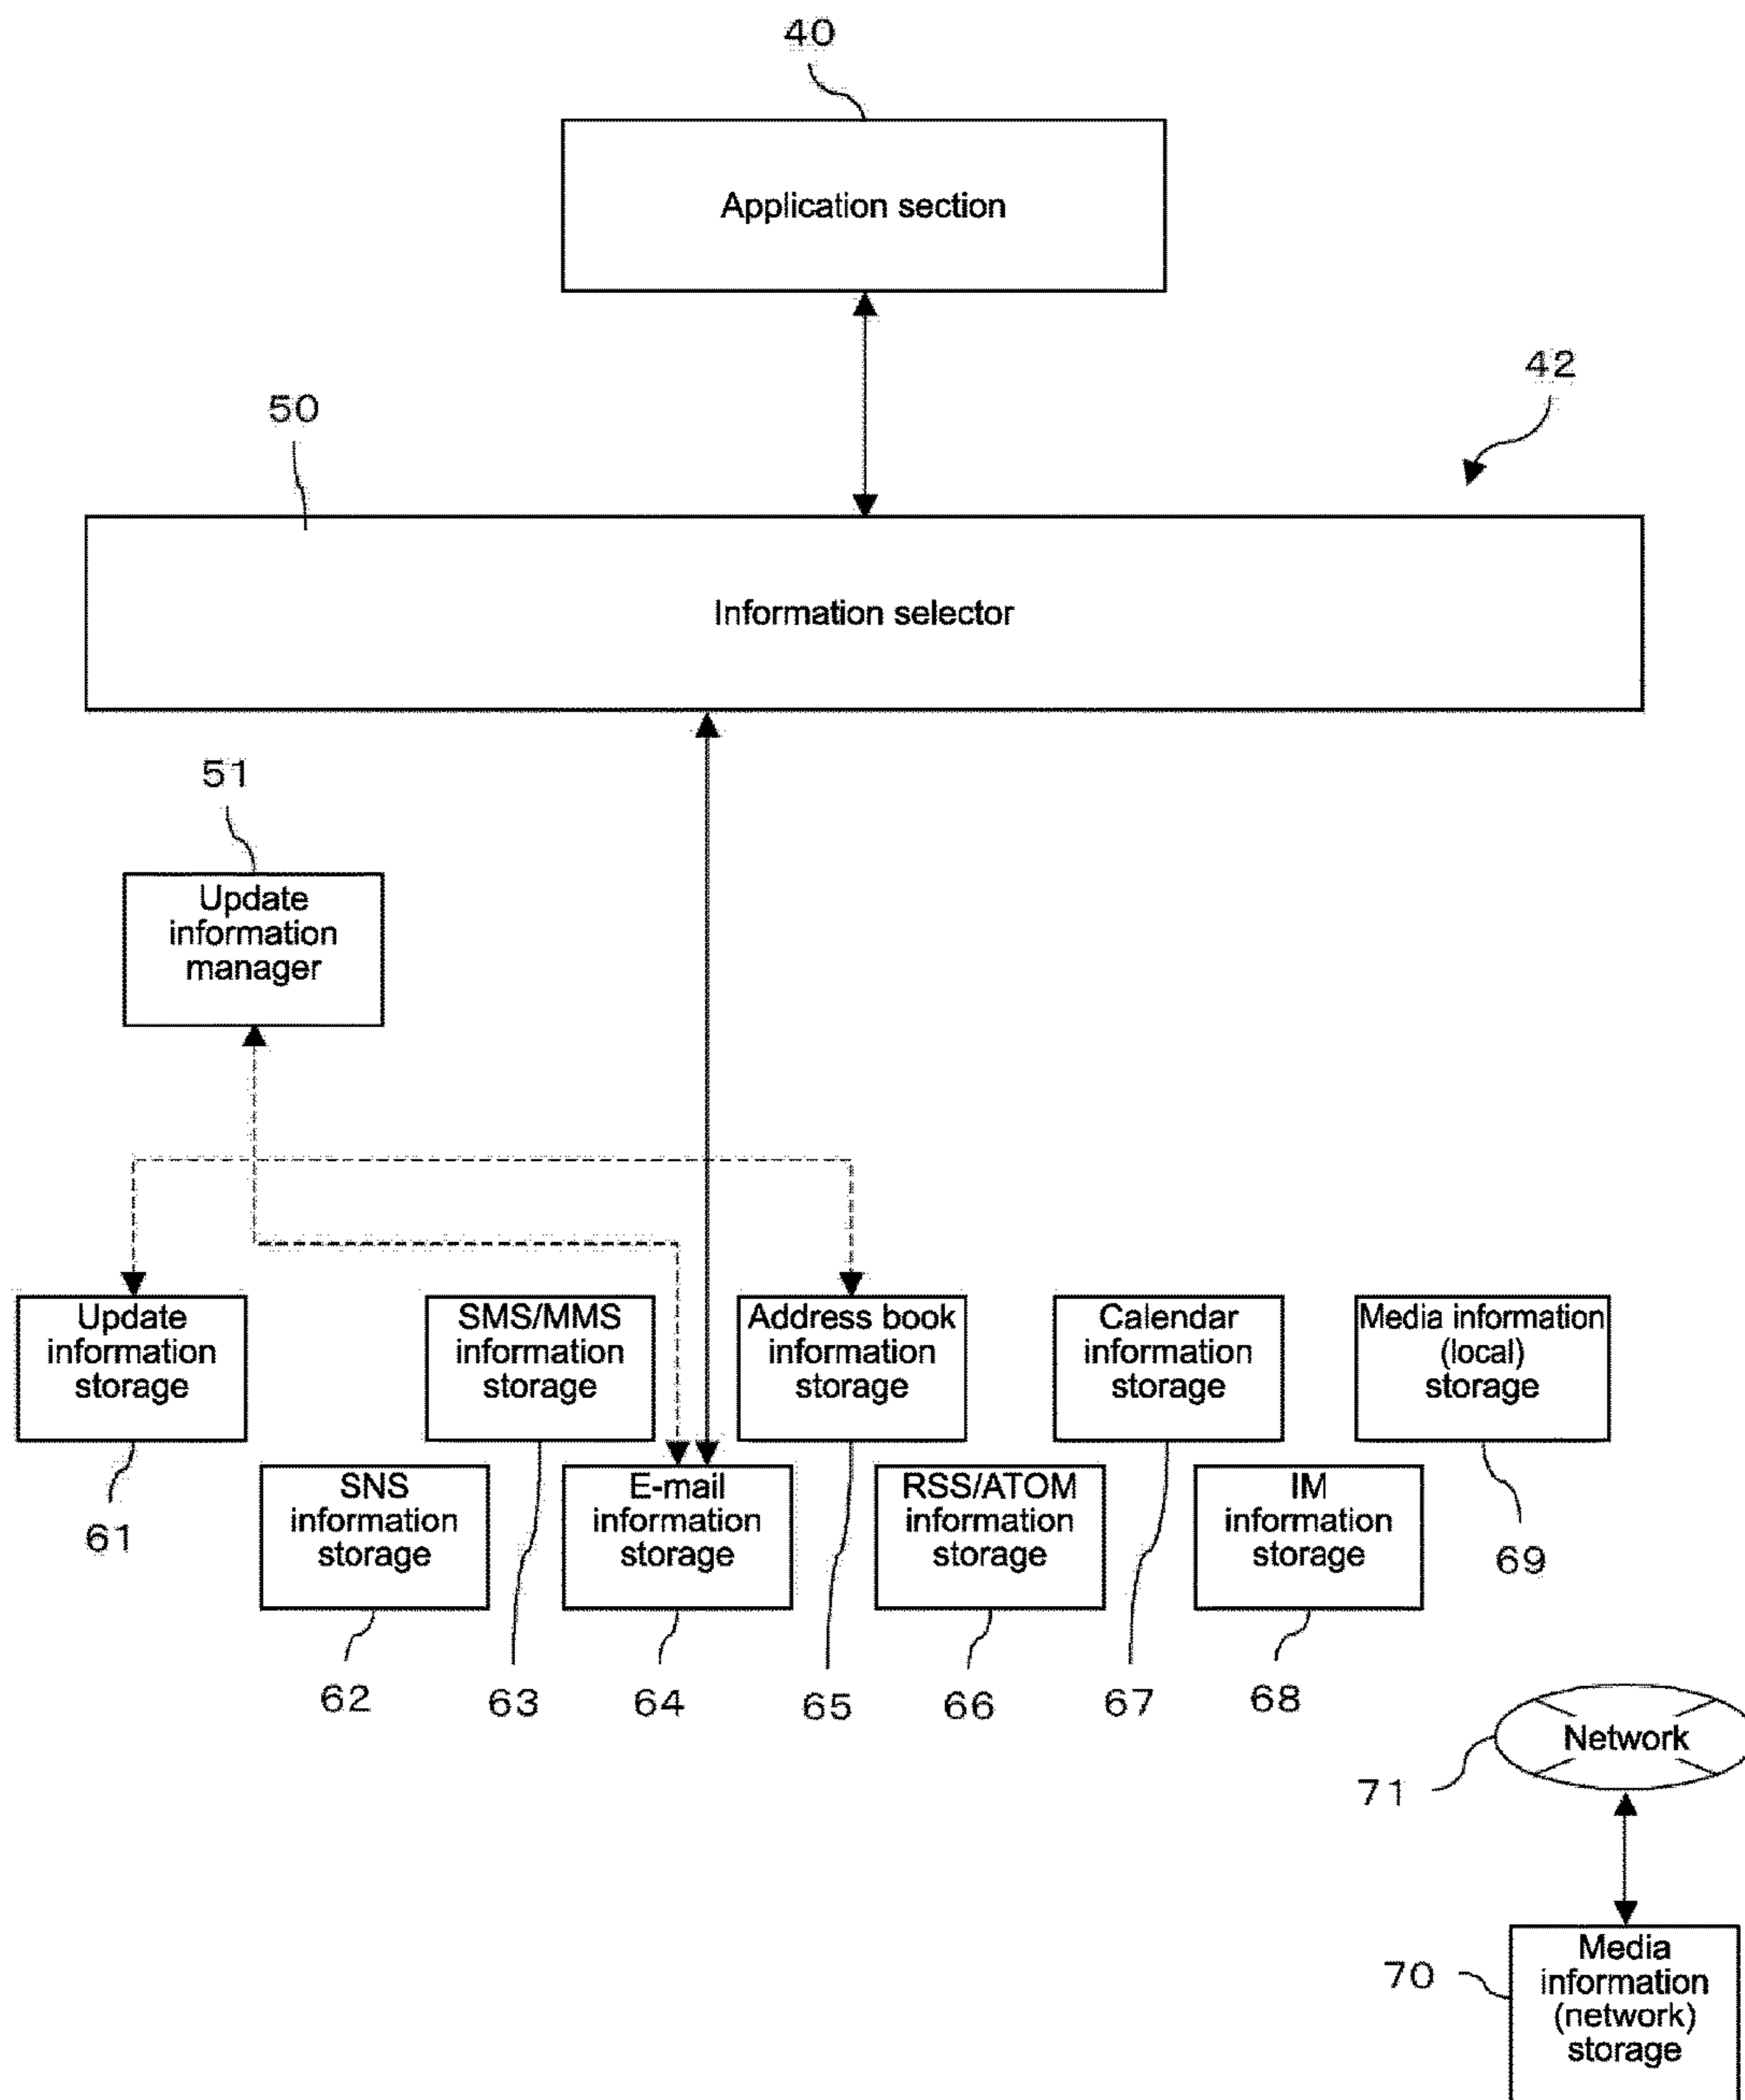 40
Application section
42
50
Information selector
51
Update
information
manager
Update
information
storage
SMS/MMS
information
storage
Address book
information
storage
Calendar
information
storage
Media information
(local)
storage
61
SNS
information
storage
E-mail
information
storage
RSS/ATOM
information
storage
IM
information
storage
69
62
63
64
65
66
67
68
Network
71
70
Media
information
(network)
storage